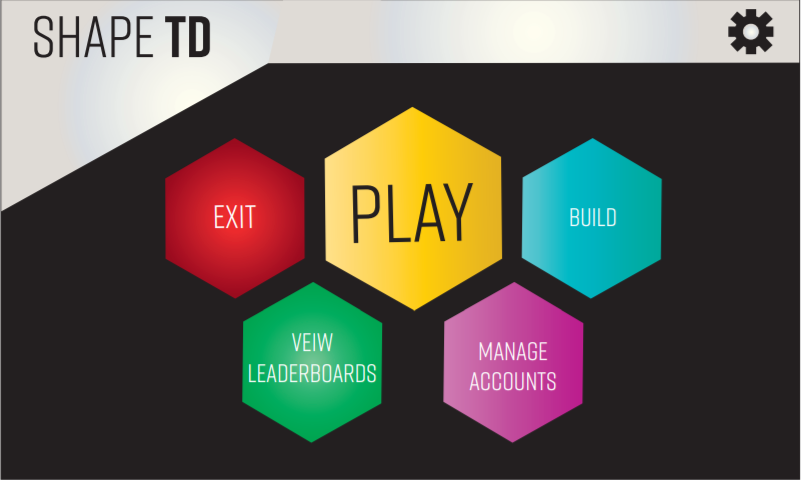 SHAPE TD
EXIT
PLAY
BUILD
VEIW
LEADERBOARDS
MANAGE
ACCOUNTS